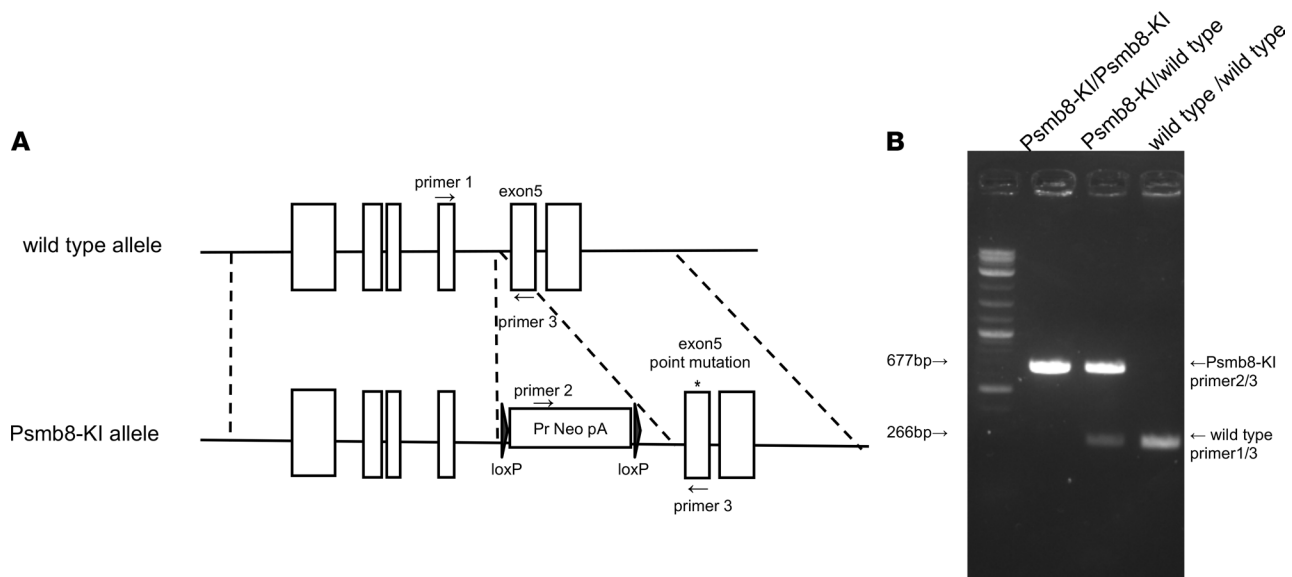 A
wild type allele
primer 1
→
exon5
←
primer 3
exon5
point mutation
*
Psmb8-KI allele
primer 2
→
Pr Neo pA
loxP
loxP
←
primer 3
B
Psmb8-KI/Psmb8-KI
Psmb8-KI/wild type
wild type /wild type
677bp→
266bp→
←Psmb8-KI
primer2/3
← wild type
primer1/3